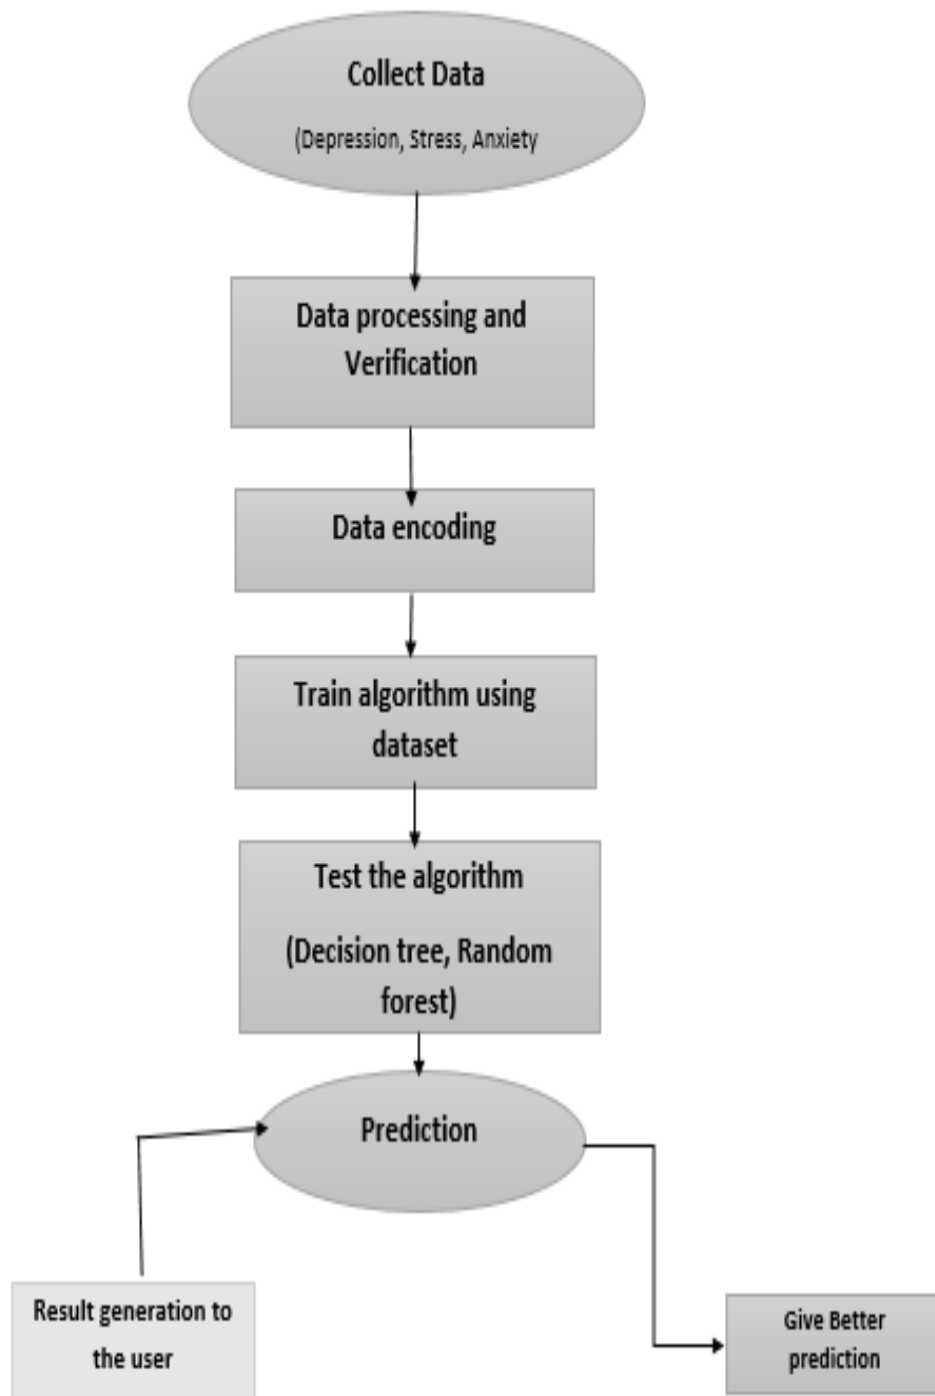 Collect Data
(Depression, Stress, Anxiety
Data processing and
Verification
Data encoding
Train algorithm using
dataset
Test the algorithm
(Decision tree, Random
forest)
Prediction
Result generation to
the user
Give Better
prediction